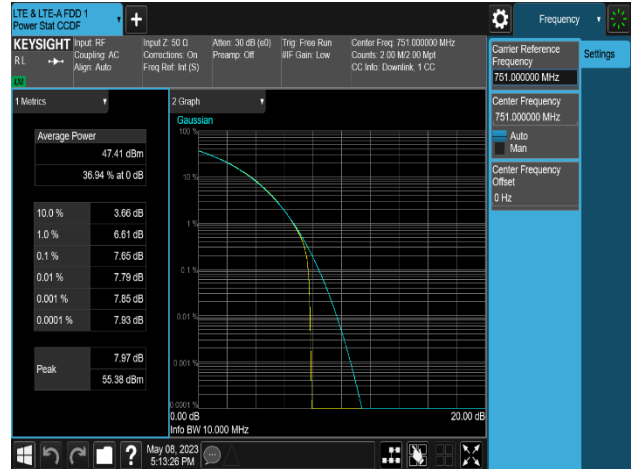 LTE & LTE-A FDD 1
Power Stat CCDF
Frequency
KEYSIGHT
Input: RF
Coupling: AC
Align: Auto
Input Z: 50 Ω
Corrections: On
Freq Ref: Int (S)
Atten: 30 dB (e0)
Preamp: Off
Trig: Free Run
#IF Gain: Low
Center Freq: 751.000000 MHz
Counts: 2.00 M/2.00 Mpt
CC Info: Downlink, 1 CC
R L
Carrier Reference
Frequency
751.000000 MHz
Settings
Center Frequency
751.000000 MHz
Auto
Man
Center Frequency
Offset
0 Hz
1 Metrics
Average Power
47.41 dBm
36.94 % at 0 dB
10.0 % 3.66 dB
1.0 % 6.61 dB
0.1 % 7.65 dB
0.01 % 7.79 dB
0.001 % 7.85 dB
0.0001 % 7.93 dB
Peak
7.97 dB
55.38 dBm
2 Graph
Gaussian
100 %
10 %
1 %
0.1 %
0.01 %
0.001 %
0.0001 %
0.00 dB 20.00 dB
Info BW 10.000 MHz
?
May 08, 2023
5:13:26 PM